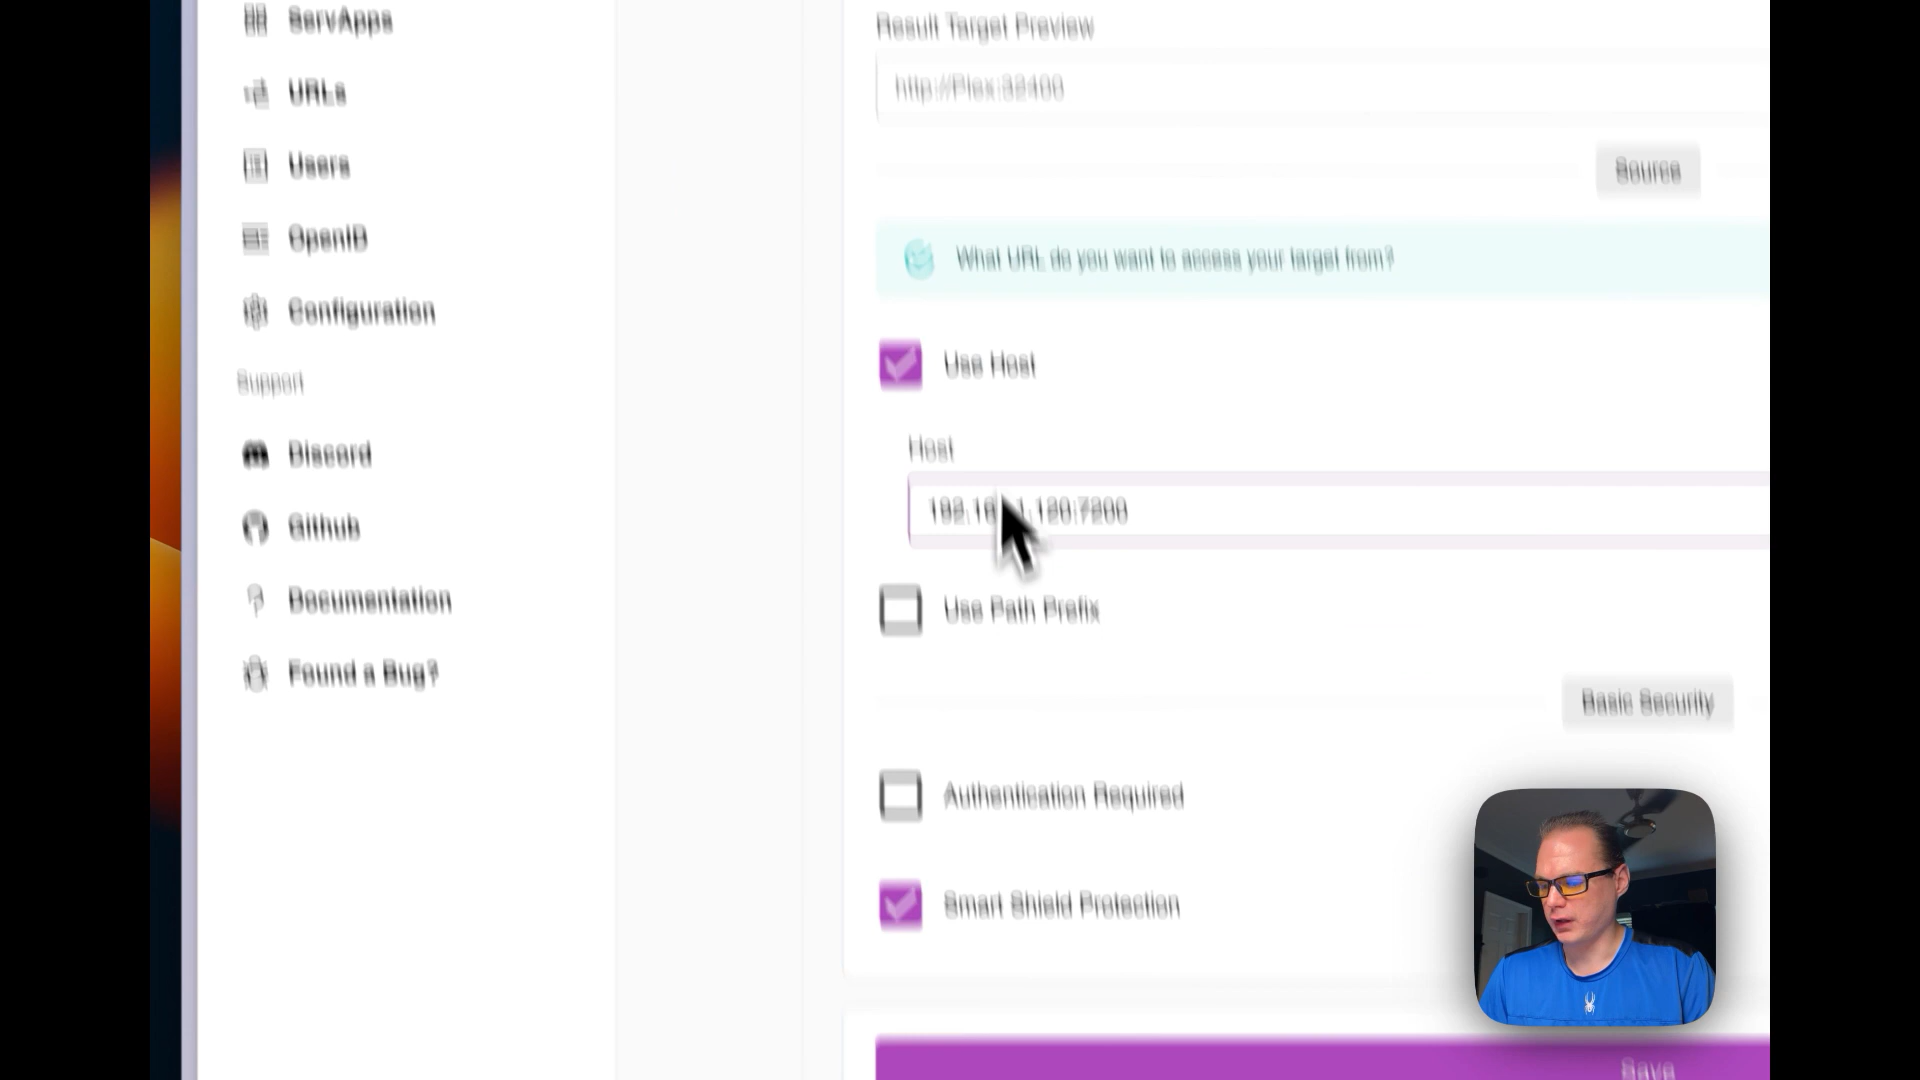 ServApps
URLs
Users
OpenID
Configuration
Support
Discord
Github
Documentation
Found a Bug?
Result Target Preview
http://Plex:32400
Source
What URL do you want to access your target from?
Use Host
Host
Use Path Prefix
Basic Security
Authentication Required
Smart Shield Protection
Save